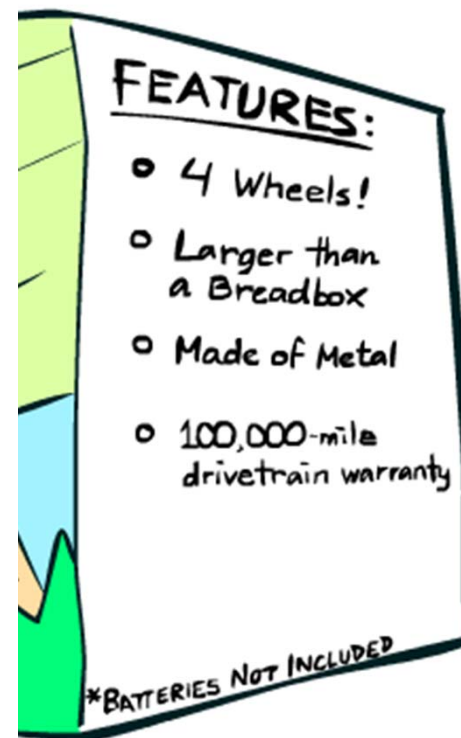 FEATURES:
4 Wheels!
Larger than
a Breadbox
Made of Metal
100,000-mile
drivetrain warranty
*BATTERIES NOT INCLUDED